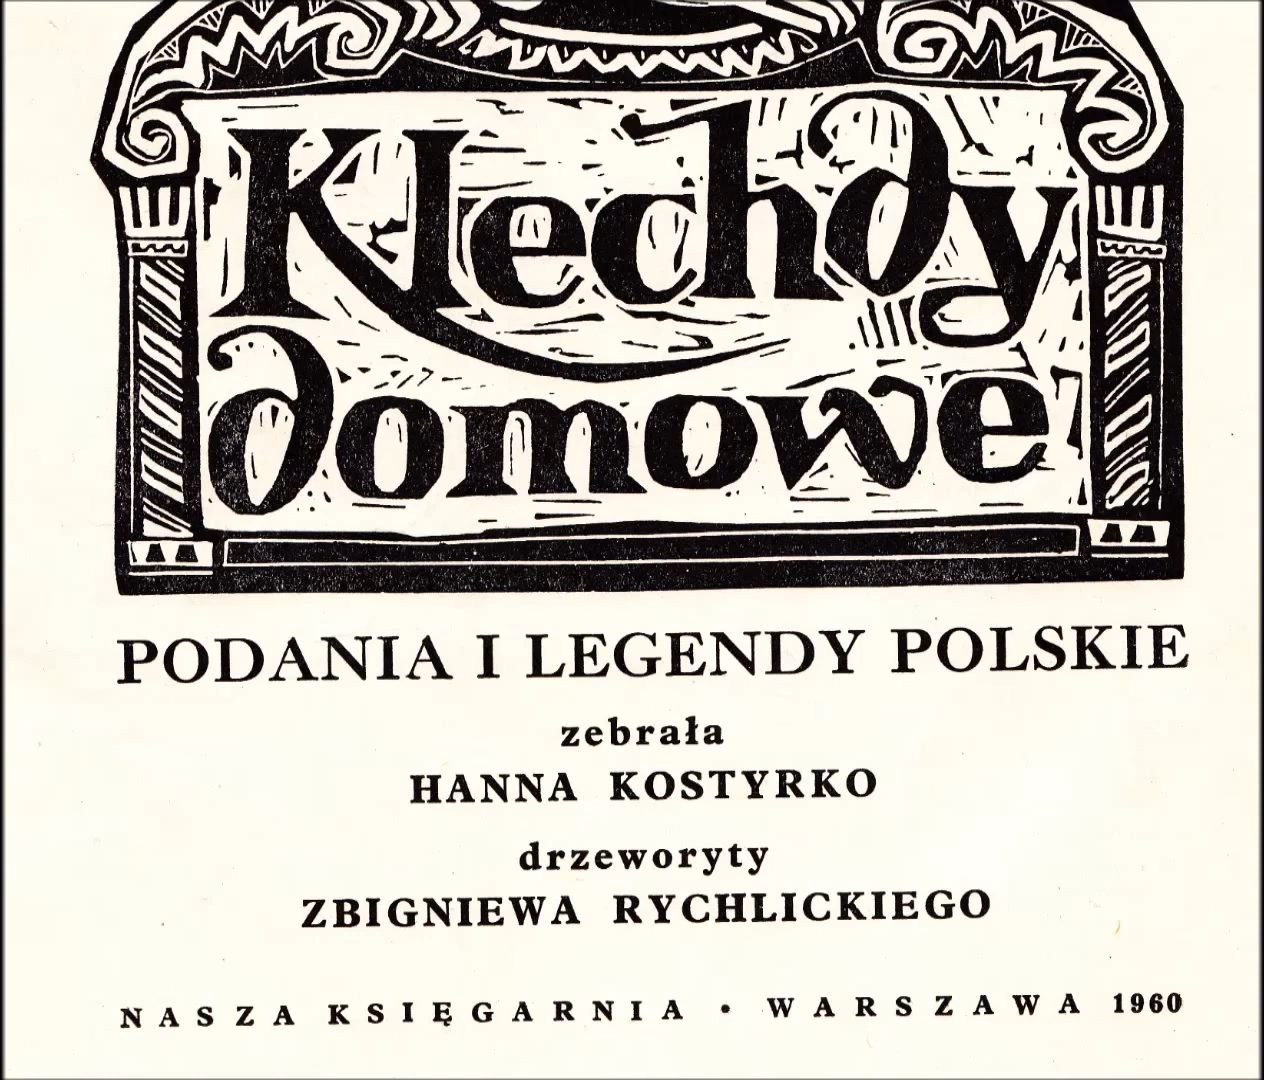 Klechdy
domowe
PODANIA I LEGENDY POLSKIE
zebrała
HANNA KOSTYRKO
drzeworyty
ZBIGNIEWA RYCHLICKIEGO
NASZA KSIĘGARNIA • WARSZAWA 1960